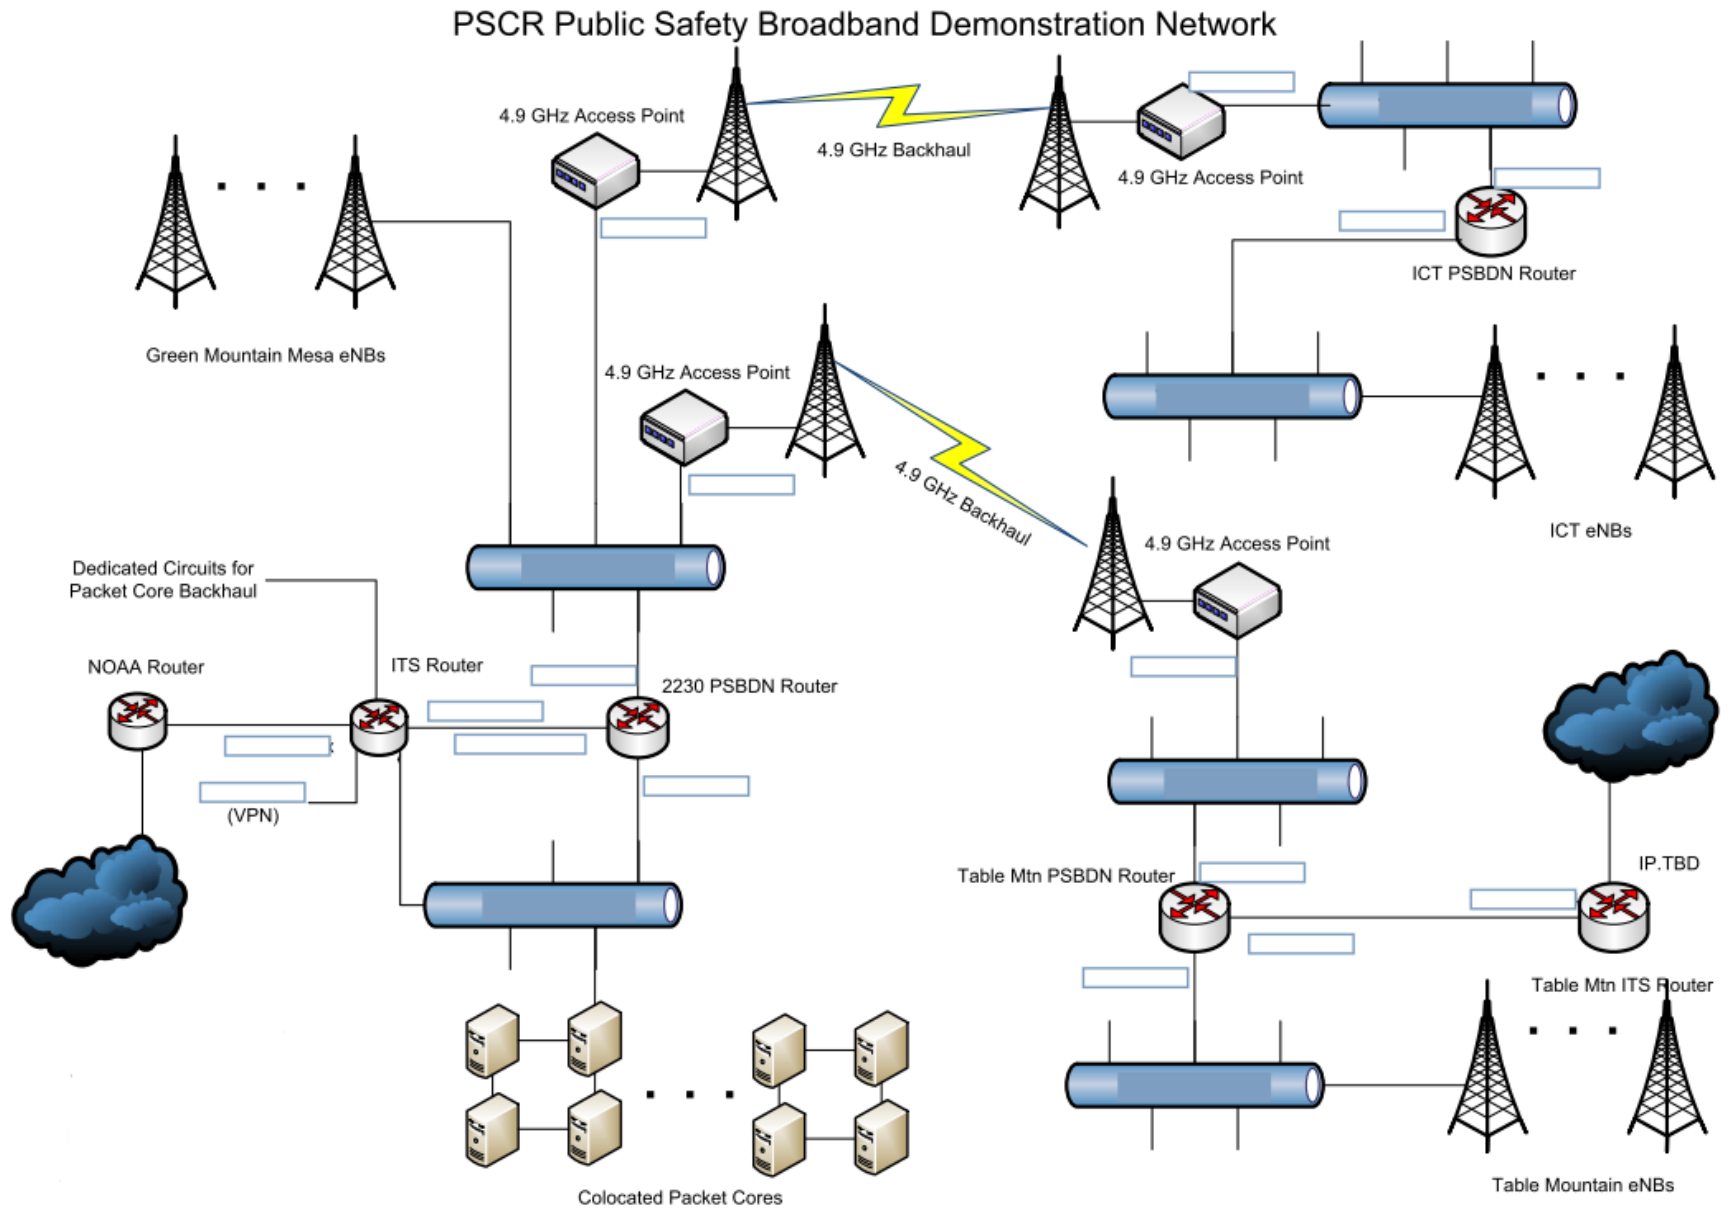 PSCR Public Safety Broadband Demonstration Network
4.9 GHz Access Point
4.9 GHz Backhaul
4.9 GHz Access Point
ICT PSBDN Router
Green Mountain Mesa eNBs
4.9 GHz Access Point
4.9 GHz Backhaul
ICT eNBs
4.9 GHz Access Point
Dedicated Circuits for
Packet Core Backhaul
NOAA Router
ITS Router
2230 PSBDN Router
(VPN)
Table Mtn PSBDN Router
IP.TBD
Table Mtn ITS Router
Table Mountain eNBs
Colocated Packet Cores